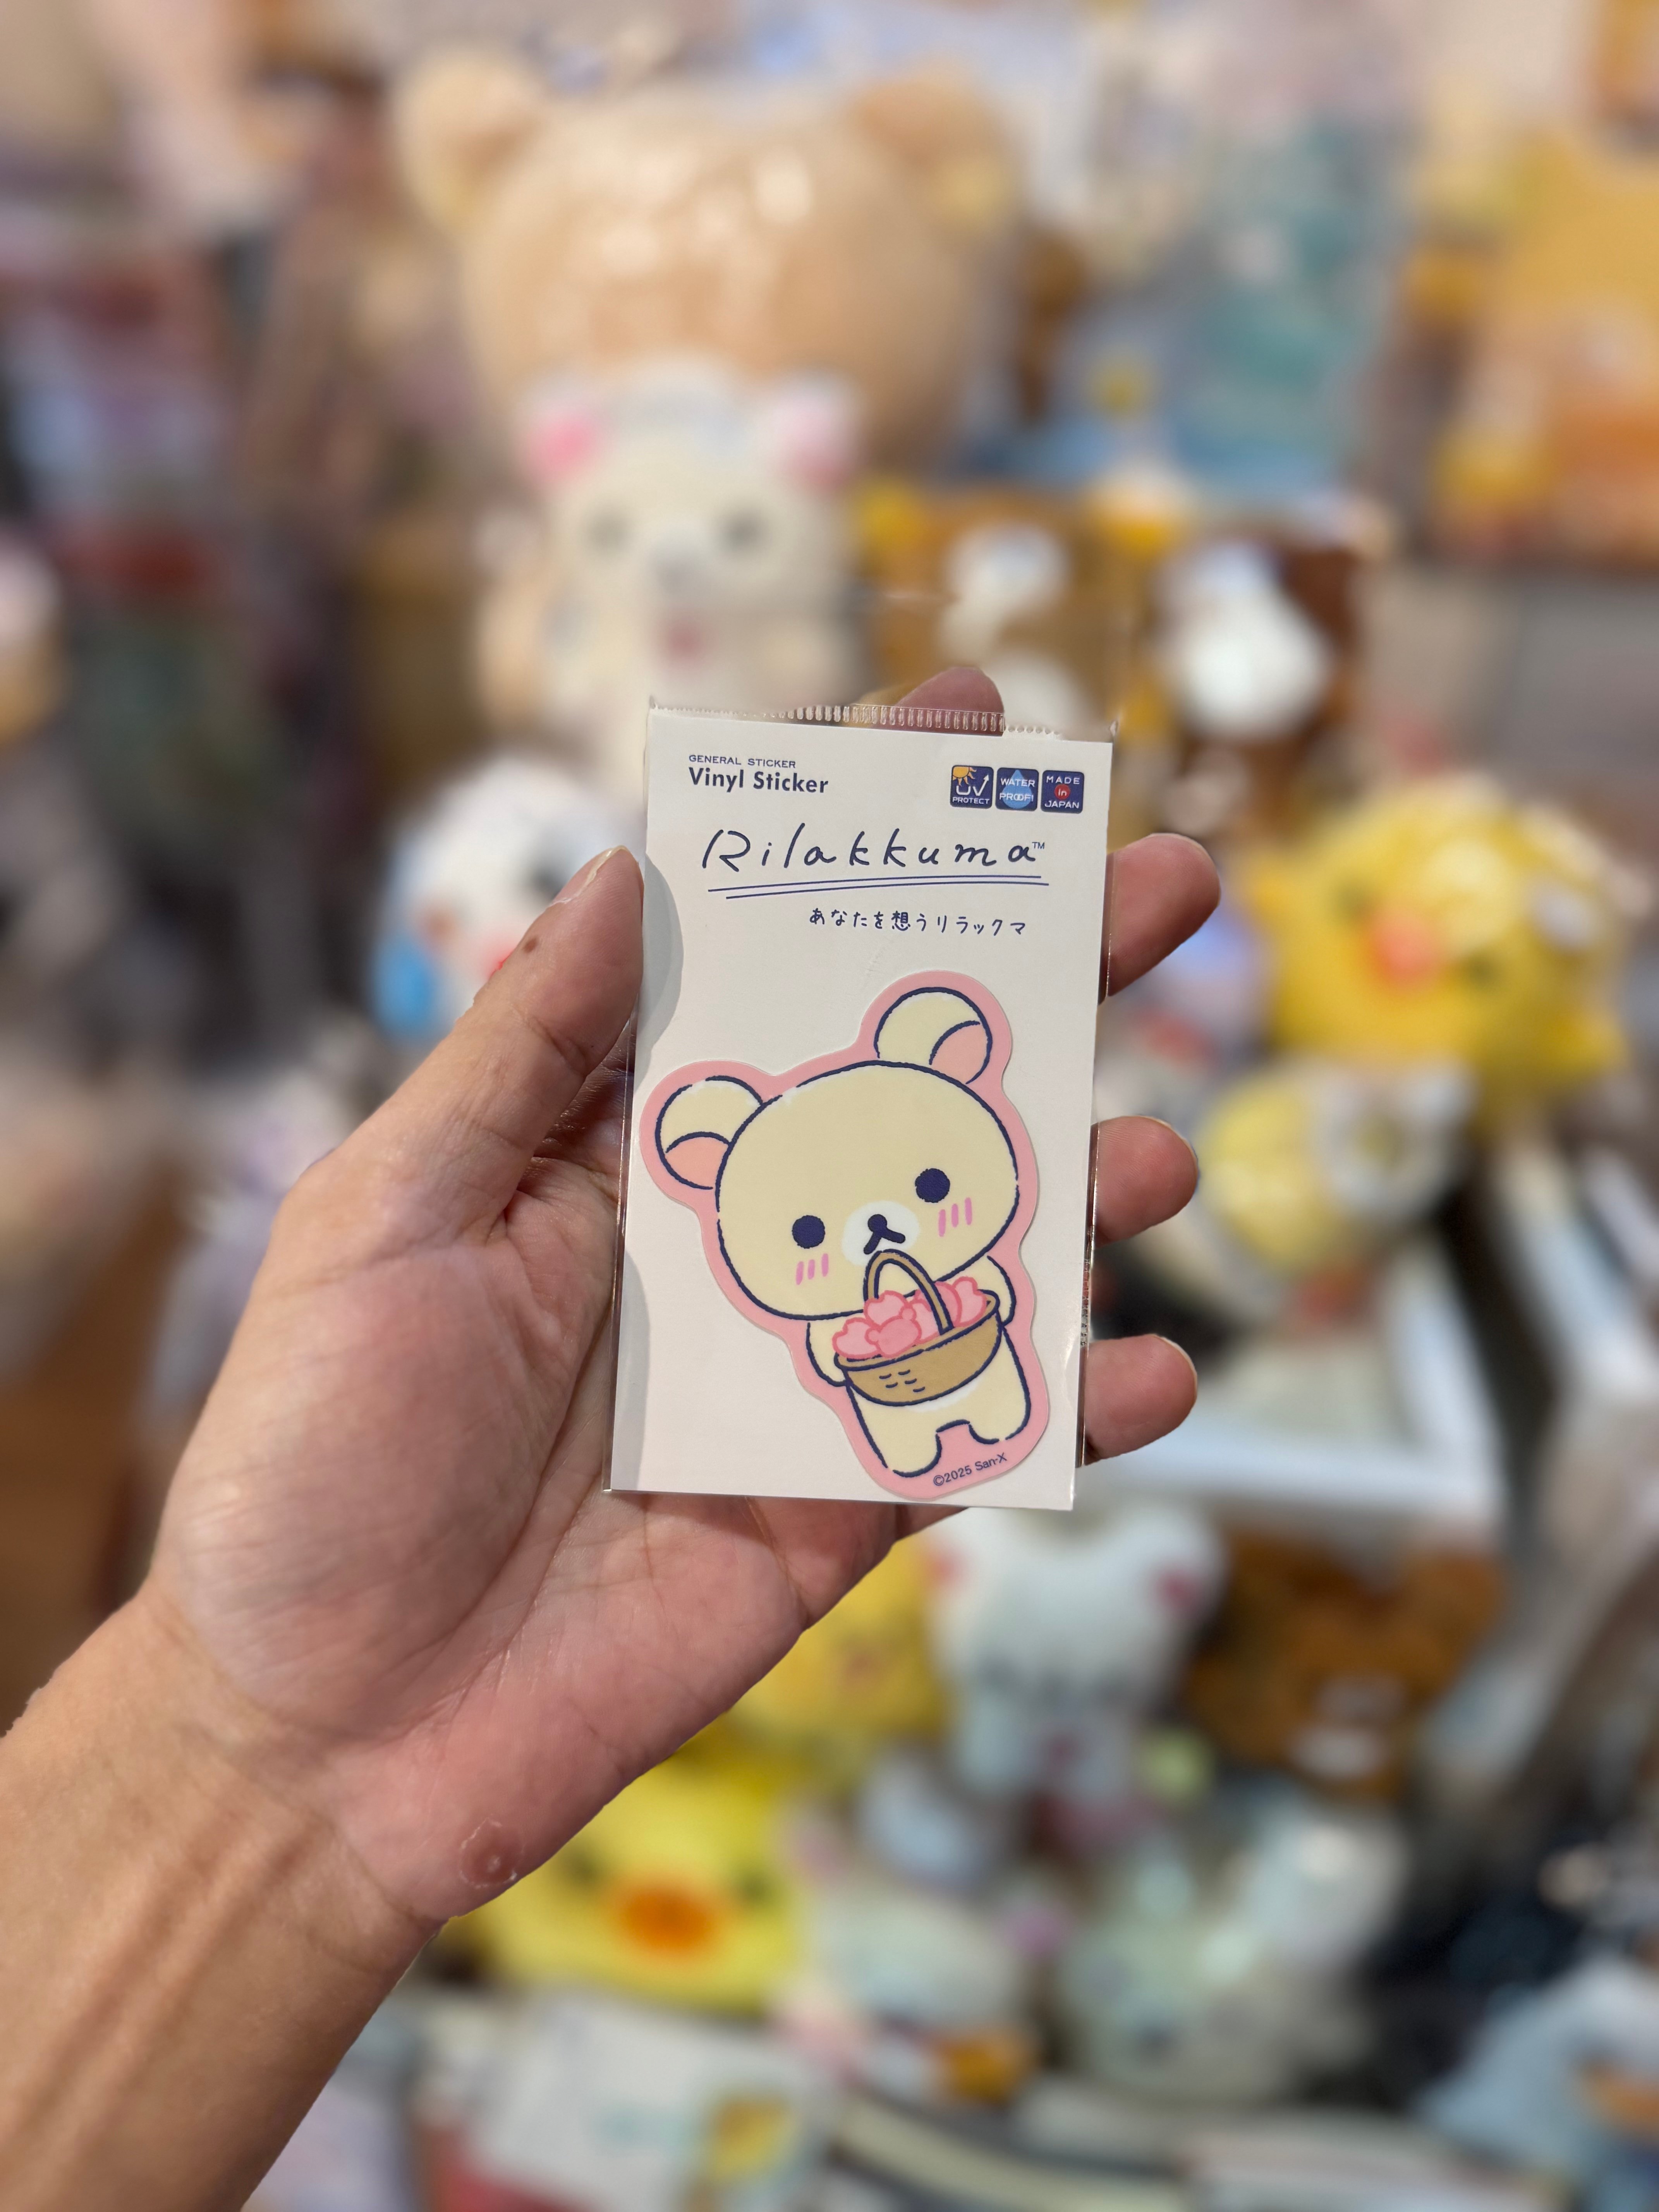 GENERAL STICKER
Vinyl Sticker
UV
PROTECT
WATER
PROOF!
MADE
in
JAPAN
Rilakkuma™
あなたを想うリラックマ
©2025 San-X